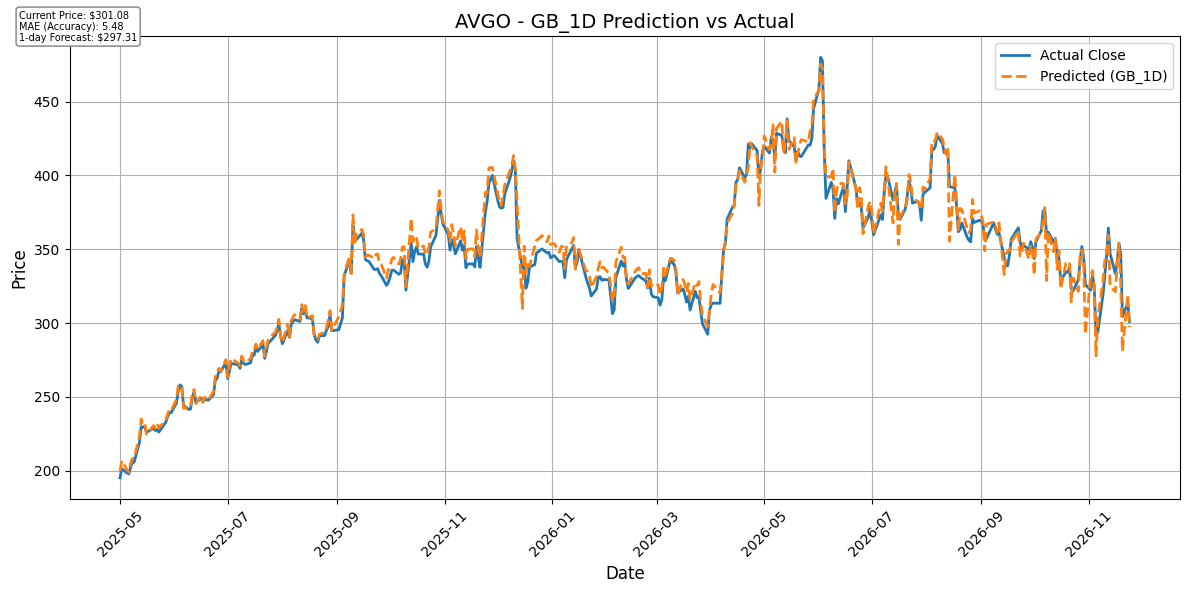 Current Price: $301.08
MAE (Accuracy): 5.48
1-day Forecast: $297.31
AVGO - GB_1D Prediction vs Actual
Actual Close
Predicted (GB_1D)
Price
450
400
350
300
250
200
2025-05
2025-07
2025-09
2025-11
2026-01
2026-03
2026-05
2026-07
2026-09
2026-11
Date